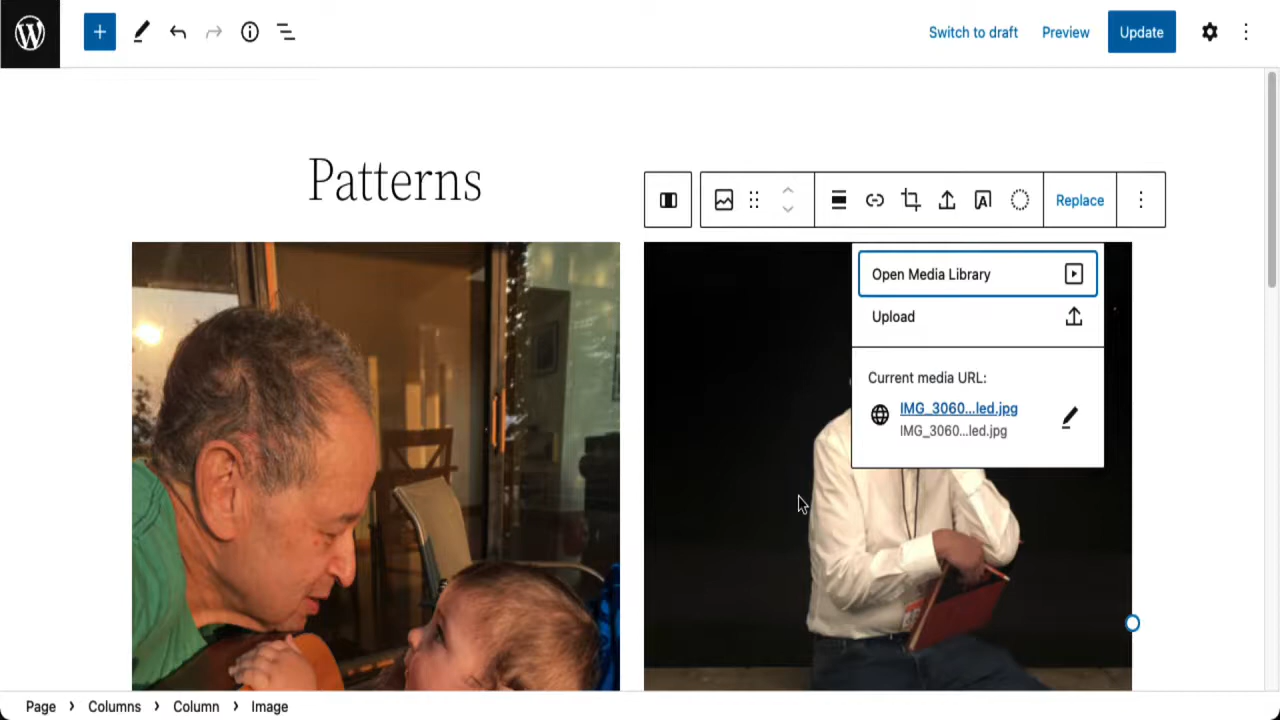 Switch to draft Preview Update
Patterns
Replace
Open Media Library
Upload
Current media URL:
IMG_3060...led.jpg
IMG_3060...led.jpg
Page > Columns > Column > Image